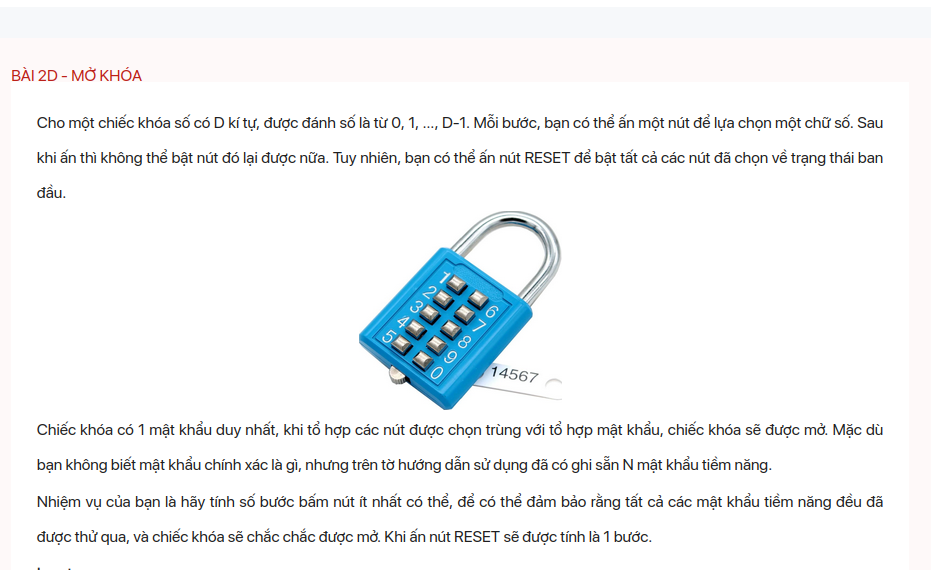 BÀI 2D - MỞ KHÓA
Cho một chiếc khóa số có D kí tự, được đánh số là từ 0, 1, ..., D-1. Mỗi bước, bạn có thể ấn một nút để lựa chọn một chữ số. Sau
khi ấn thì không thể bật nút đó lại được nữa. Tuy nhiên, bạn có thể ấn nút RESET để bật tất cả các nút đã chọn về trạng thái ban
đầu.
1
2
3
4
5
6
7
8
9
0
14567
Chiếc khóa có 1 mật khẩu duy nhất, khi tổ hợp các nút được chọn trùng với tổ hợp mật khẩu, chiếc khóa sẽ được mở. Mặc dù
bạn không biết mật khẩu chính xác là gì, nhưng trên tờ hướng dẫn sử dụng đã có ghi sẵn N mật khẩu tiềm năng.
Nhiệm vụ của bạn là hãy tính số bước bấm nút ít nhất có thể, để có thể đảm bảo rằng tất cả các mật khẩu tiềm năng đều đã
được thử qua, và chiếc khóa sẽ chắc chắc được mở. Khi ấn nút RESET sẽ được tính là 1 bước.